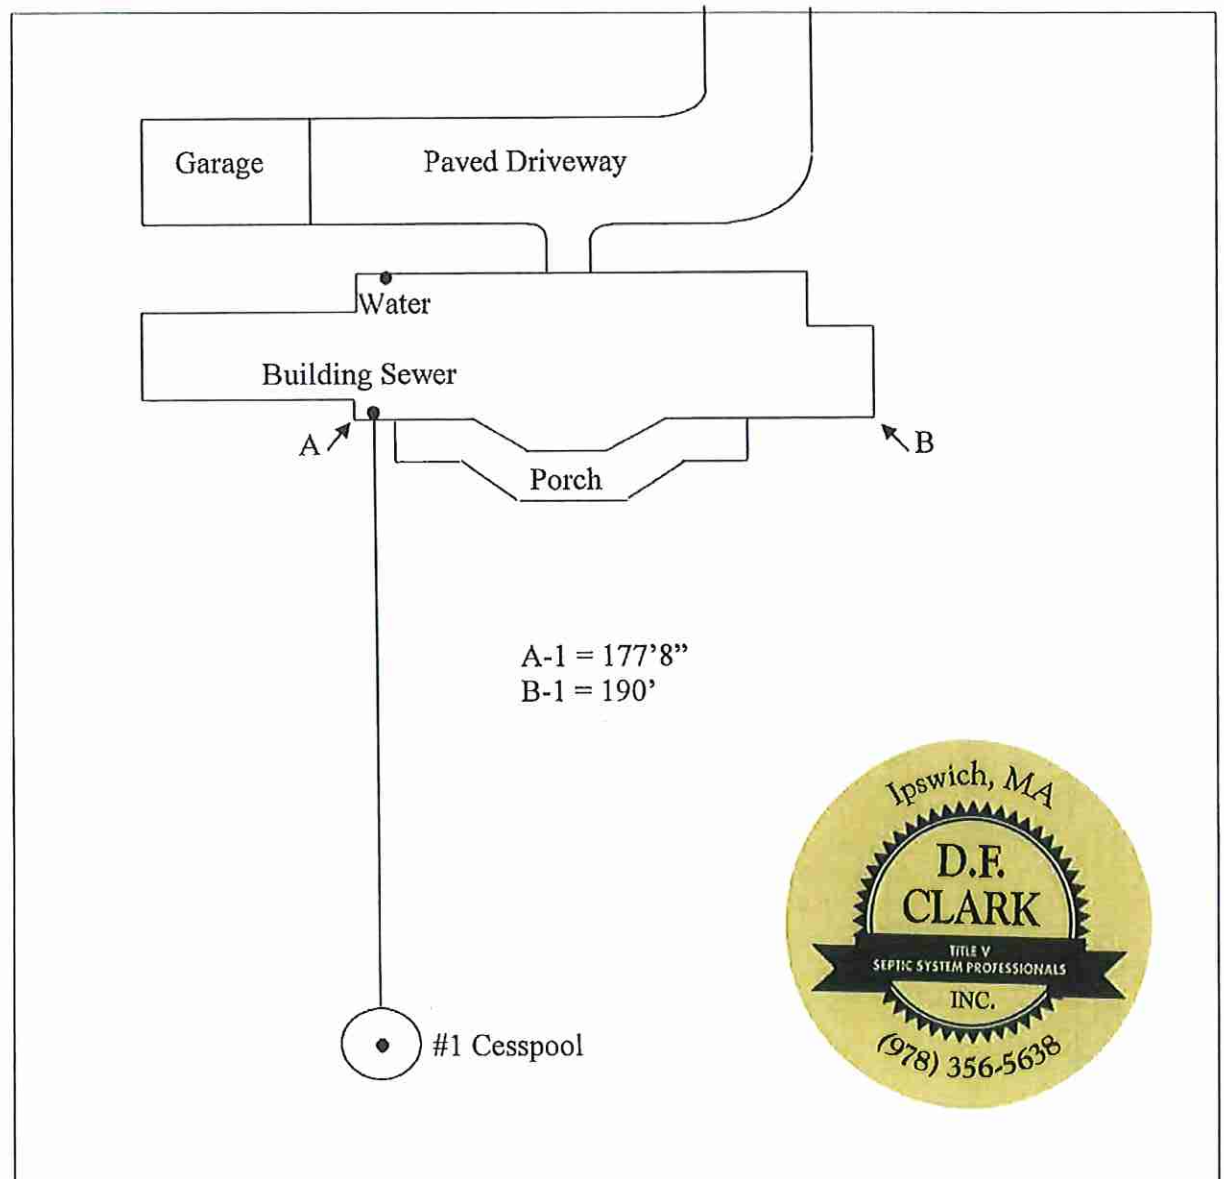 Garage
Paved Driveway
Water
Building Sewer
A
B
Porch
A-1 = 177'8”
B-1 = 190'
#1 Cesspool
Ipswich, MA
D.F.
CLARK
TITLE V
SEPTIC SYSTEM PROFESSIONALS
INC.
(978) 356-5638